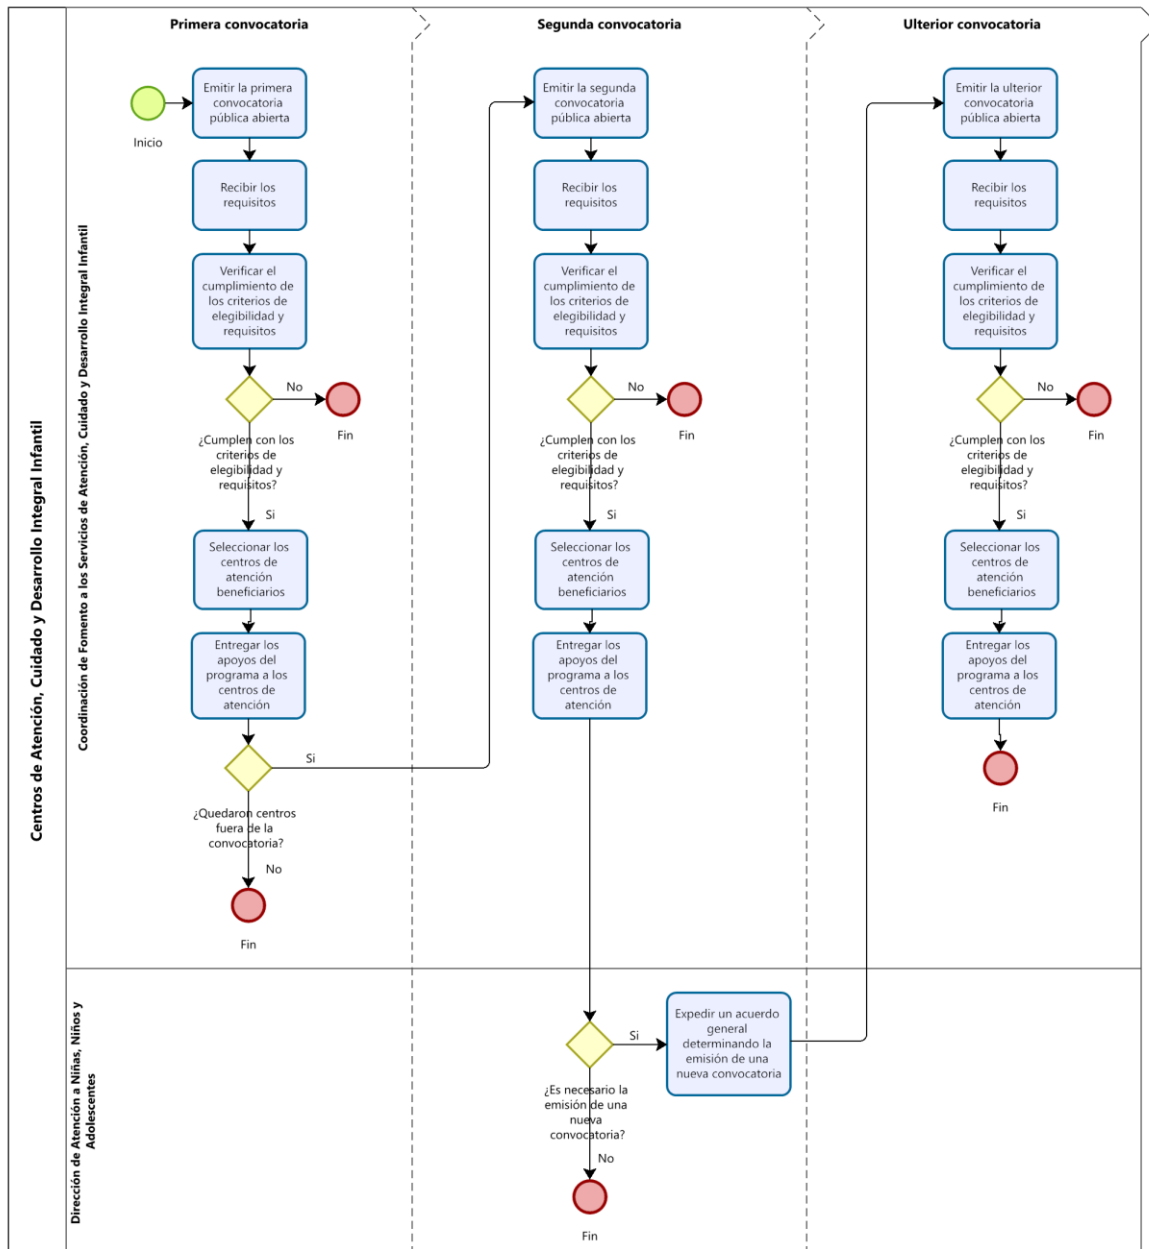 Centros de Atención, Cuidado y Desarrollo Integral Infantil
Coordinación de Fomento a los Servicios de Atención, Cuidado y Desarrollo Integral Infantil
Primera convocatoria
Inicio
Emitir la primera
convocatoria
pública abierta
Recibir los
requisitos
Verificar el
cumplimiento de
los criterios de
elegibilidad y
requisitos
No
Fin
¿Cumplen con los
criterios de
elegibilidad y
requisitos?
Si
Seleccionar los
centros de
atención
beneficiarios
Entregar los
apoyos del
programa a los
centros de
atención
Si
¿Quedaron centros
fuera de la
convocatoria?
No
Fin
Segunda convocatoria
Emitir la segunda
convocatoria
pública abierta
Recibir los
requisitos
Verificar el
cumplimiento de
los criterios de
elegibilidad y
requisitos
No
Fin
¿Cumplen con los
criterios de
elegibilidad y
requisitos?
Si
Seleccionar los
centros de
atención
beneficiarios
Entregar los
apoyos del
programa a los
centros de
atención
Ulterior convocatoria
Emitir la ulterior
convocatoria
pública abierta
Recibir los
requisitos
Verificar el
cumplimiento de
los criterios de
elegibilidad y
requisitos
No
Fin
¿Cumplen con los
criterios de
elegibilidad y
requisitos?
Si
Seleccionar los
centros de
atención
beneficiarios
Entregar los
apoyos del
programa a los
centros de
atención
Fin
Dirección de Atención a Niñas, Niños y
Adolescentes
Si
Expedir un acuerdo
general
determinando la
emisión de una
nueva convocatoria
¿Es necesario la
emisión de una
nueva
convocatoria?
No
Fin